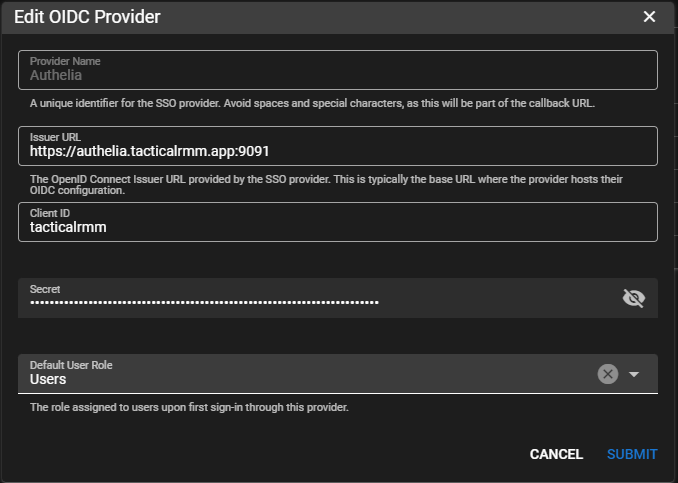 Edit OIDC Provider
Provider Name
Authelia
A unique identifier for the SSO provider. Avoid spaces and special characters, as this will be part of the callback URL.
Issuer URL
https://authelia.tacticalrmm.app:9091
The OpenID Connect Issuer URL provided by the SSO provider. This is typically the base URL where the provider hosts their
OIDC configuration.
Client ID
tacticalrmm
Secret
Default User Role
Users
The role assigned to users upon first sign-in through this provider.
CANCEL SUBMIT